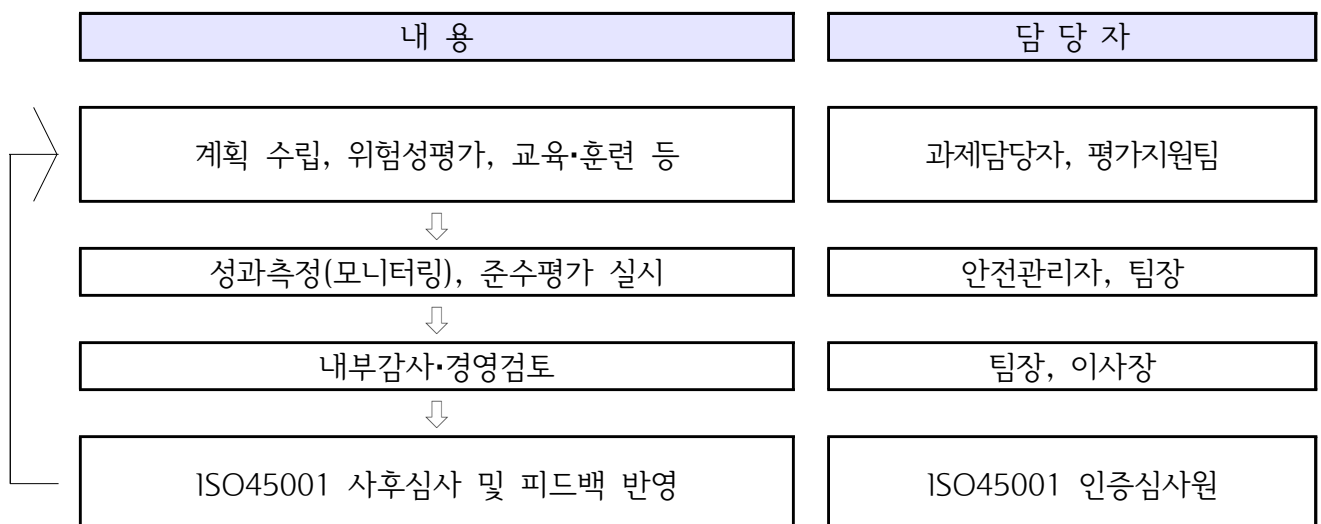 내 용
담 당 자
계획 수립, 위험성평가, 교육·훈련 등
과제담당자, 평가지원팀
성과측정(모니터링), 준수평가 실시
안전관리자, 팀장
내부감사·경영검토
팀장, 이사장
ISO45001 사후심사 및 피드백 반영
ISO45001 인증심사원